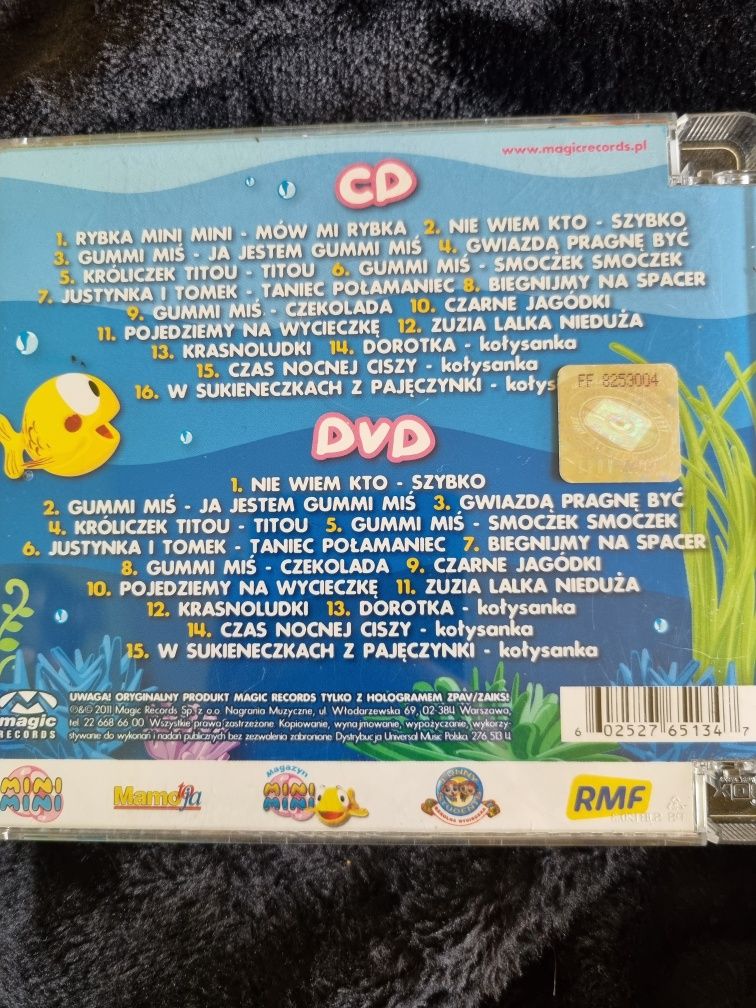 www.magicrecords.pl
CD
1. RYBKA MINI MINI - MÓW MI RYBKA 2. NIE WIEM KTO - SZYBKO
3. GUMMI MIŚ - JA JESTEM GUMMI MIŚ 4. GWIAZDĄ PRAGNĘ BYĆ
5. KRÓLICZEK TITOU - TITOU 6. GUMMI MIŚ - SMOCZEK SMOCZEK
7. JUSTYNKA I TOMEK - TANIEC POŁAMANIEC 8. BIEGNIJMY NA SPACER
9. GUMMI MIŚ - CZEKOLADA 10. CZARNE JAGÓDKI
11. POJEDZIEMY NA WYCIECZKĘ 12. ZUZIA LALKA NIEDUŻA
13. KRASNOLUDKI 14. DOROTKA - kołysanka
15. CZAS NOCNEJ CISZY - kołysanka
16. W SUKIENECZKACH Z PAJĘCZYNKI - kołys
FF 8253004
DVD
1. NIE WIEM KTO - SZYBKO
2. GUMMI MIŚ - JA JESTEM GUMMI MIŚ 3. GWIAZDĄ PRAGNĘ BYĆ
4. KRÓLICZEK TITOU - TITOU 5. GUMMI MIŚ - SMOCZEK SMOCZEK
6. JUSTYNKA I TOMEK - TANIEC POŁAMANIEC 7. BIEGNIJMY NA SPACER
8. GUMMI MIŚ - CZEKOLADA 9. CZARNE JAGÓDKI
10. POJEDZIEMY NA WYCIECZKĘ 11. ZUZIA LALKA NIEDUŻA
12. KRASNOLUDKI 13. DOROTKA - kołysanka
14. CZAS NOCNEJ CISZY - kołysanka
15. W SUKIENECZKACH Z PAJĘCZYNKI - kołysanka
magic
RECORDS
UWAGA! ORYGINALNY PRODUKT MAGIC RECORDS TYLKO Z HOLOGRAMEM ZPAV/ZAIKS!
℗&© 2011 Magic Records Sp. z o.o. Nagrania Muzyczne, ul. Włodarzewska 69, 02-384 Warszawa,
tel. 22 668 66 00. Wszystkie prawa zastrzeżone. Kopiowanie, wynajmowanie, wypożyczanie, wykorzy-
stywanie do wykonań i nadań publicznych bez zezwolenia zabronione. Dystrybucja Universal Music Polska 276 513 4
6 02527 65134 7
MINI
MINI
Mamo to ja
Magazyn
MINI
MINI
RMF